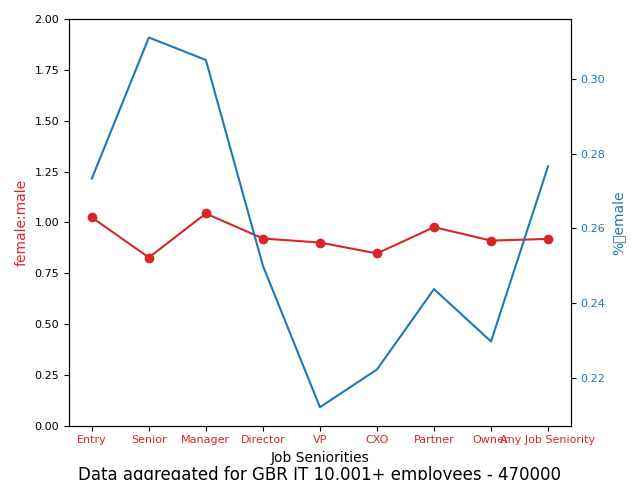 2.00
1.75
1.50
1.25
1.00
0.75
0.50
0.25
0.00
female:male
0.30
0.28
0.26
0.24
0.22
%▯emale
Entry Senior Manager Director VP CXO Partner Owner Any Job Seniority
Job Seniorities
Data aggregated for GBR IT 10.001+ employees - 470000